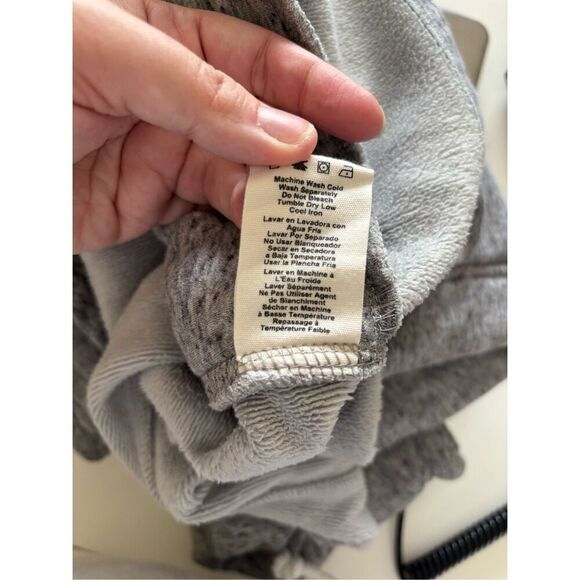 Machine Wash Cold
Wash Separately
Do Not Bleach
Tumble Dry Low
Cool Iron
Lavar en Lavadora con
Agua Fria
Lavar Por Separado
No Usar Blanqueador
Secar en Secadora
a Baja Temperatura
Usar la Plancha Fria
Laver en Machine à
L'Eau Froide
Laver Séparément
Ne Pas Utiliser Agent
de Blanchiment
Sécher en Machine
à Basse Température
Repassage à
Température Faible